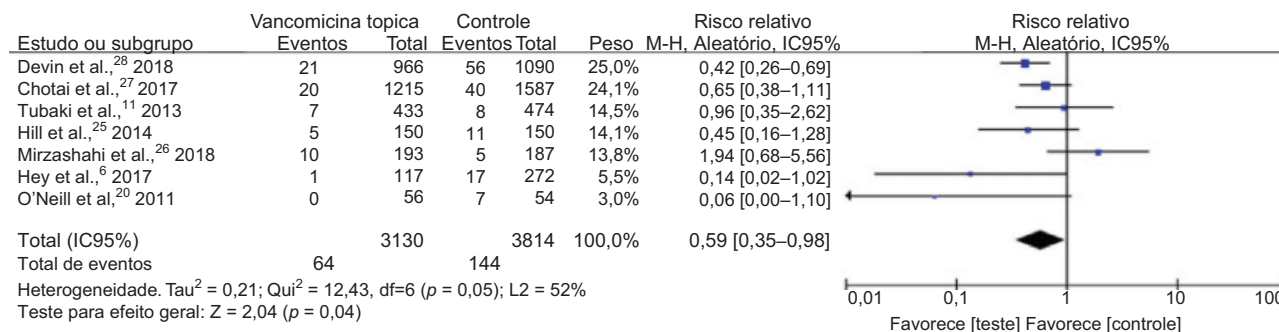 Vancomicina topica Controle Risco relativo Risco relativo
Estudo ou subgrupo Eventos Total Eventos Total Peso M-H, Aleatório, IC95% M-H, Aleatório, IC95%
Devin et al.,28 2018 21 966 56 1090 25,0% 0,42 [0,26–0,69]
Chotai et al.,27 2017 20 1215 40 1587 24,1% 0,65 [0,38–1,11]
Tubaki et al.,11 2013 7 433 8 474 14,5% 0,96 [0,35–2,62]
Hill et al.,25 2014 5 150 11 150 14,1% 0,45 [0,16–1,28]
Mirzashahi et al.,26 2018 10 193 5 187 13,8% 1,94 [0,68–5,56]
Hey et al.,6 2017 1 117 17 272 5,5% 0,14 [0,02–1,02]
O’Neill et al,20 2011 0 56 7 54 3,0% 0,06 [0,00–1,10]
Total (IC95%) 3130 3814 100,0% 0,59 [0,35–0,98]
Total de eventos 64 144
Heterogeneidade. Tau2 = 0,21; Qui2 = 12,43, df=6 (p = 0,05); L2 = 52%
Teste para efeito geral: Z = 2,04 (p = 0,04)
0,01 0,1 1 10 100
Favorece [teste] Favorece [controle]